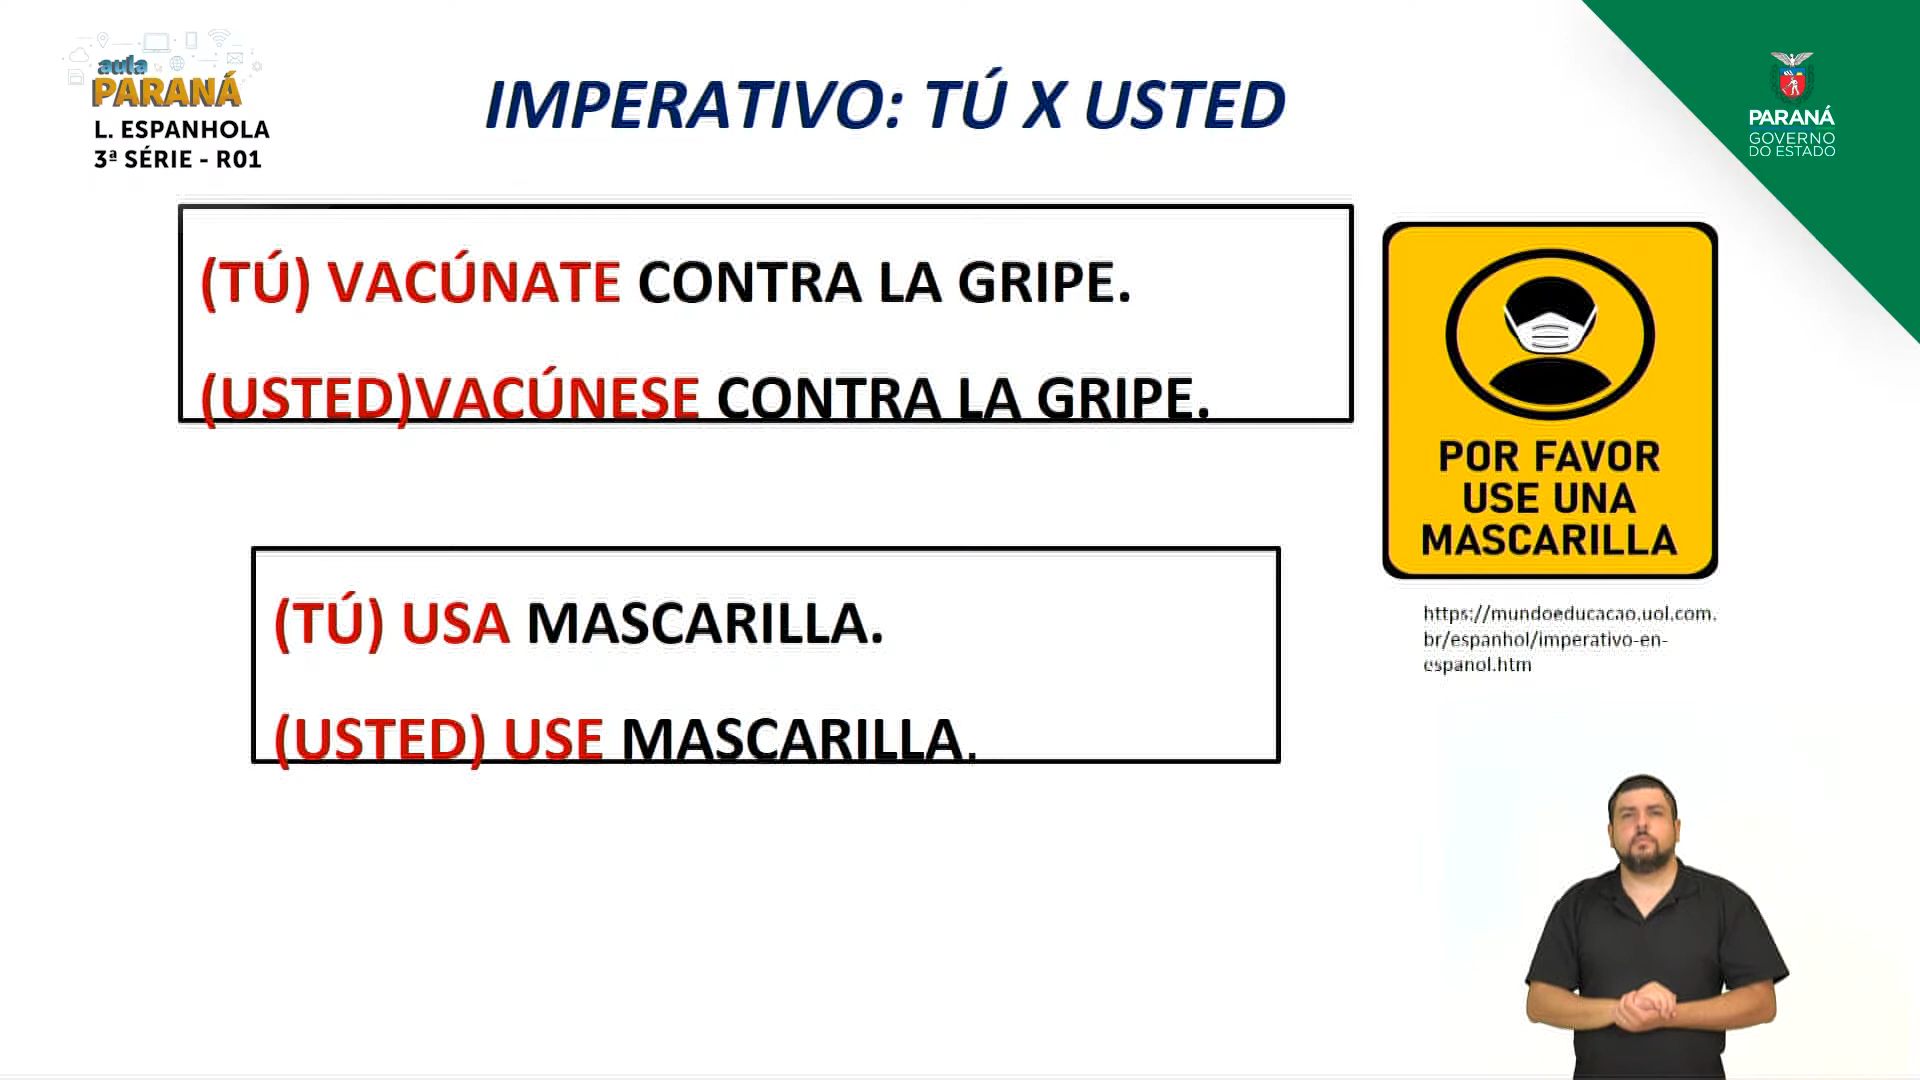 aula
PARANÁ
L. ESPANHOLA
3ª SÉRIE - R01
IMPERATIVO: TÚ X USTED
PARANÁ
GOVERNO
DO ESTADO
(TÚ) VACÚNATE CONTRA LA GRIPE.
(USTED)VACÚNESE CONTRA LA GRIPE.
POR FAVOR
USE UNA
MASCARILLA
https://mundoeducacao.uol.com.
br/espanhol/imperativo-en-
espanol.htm
(TÚ) USA MASCARILLA.
(USTED) USE MASCARILLA.